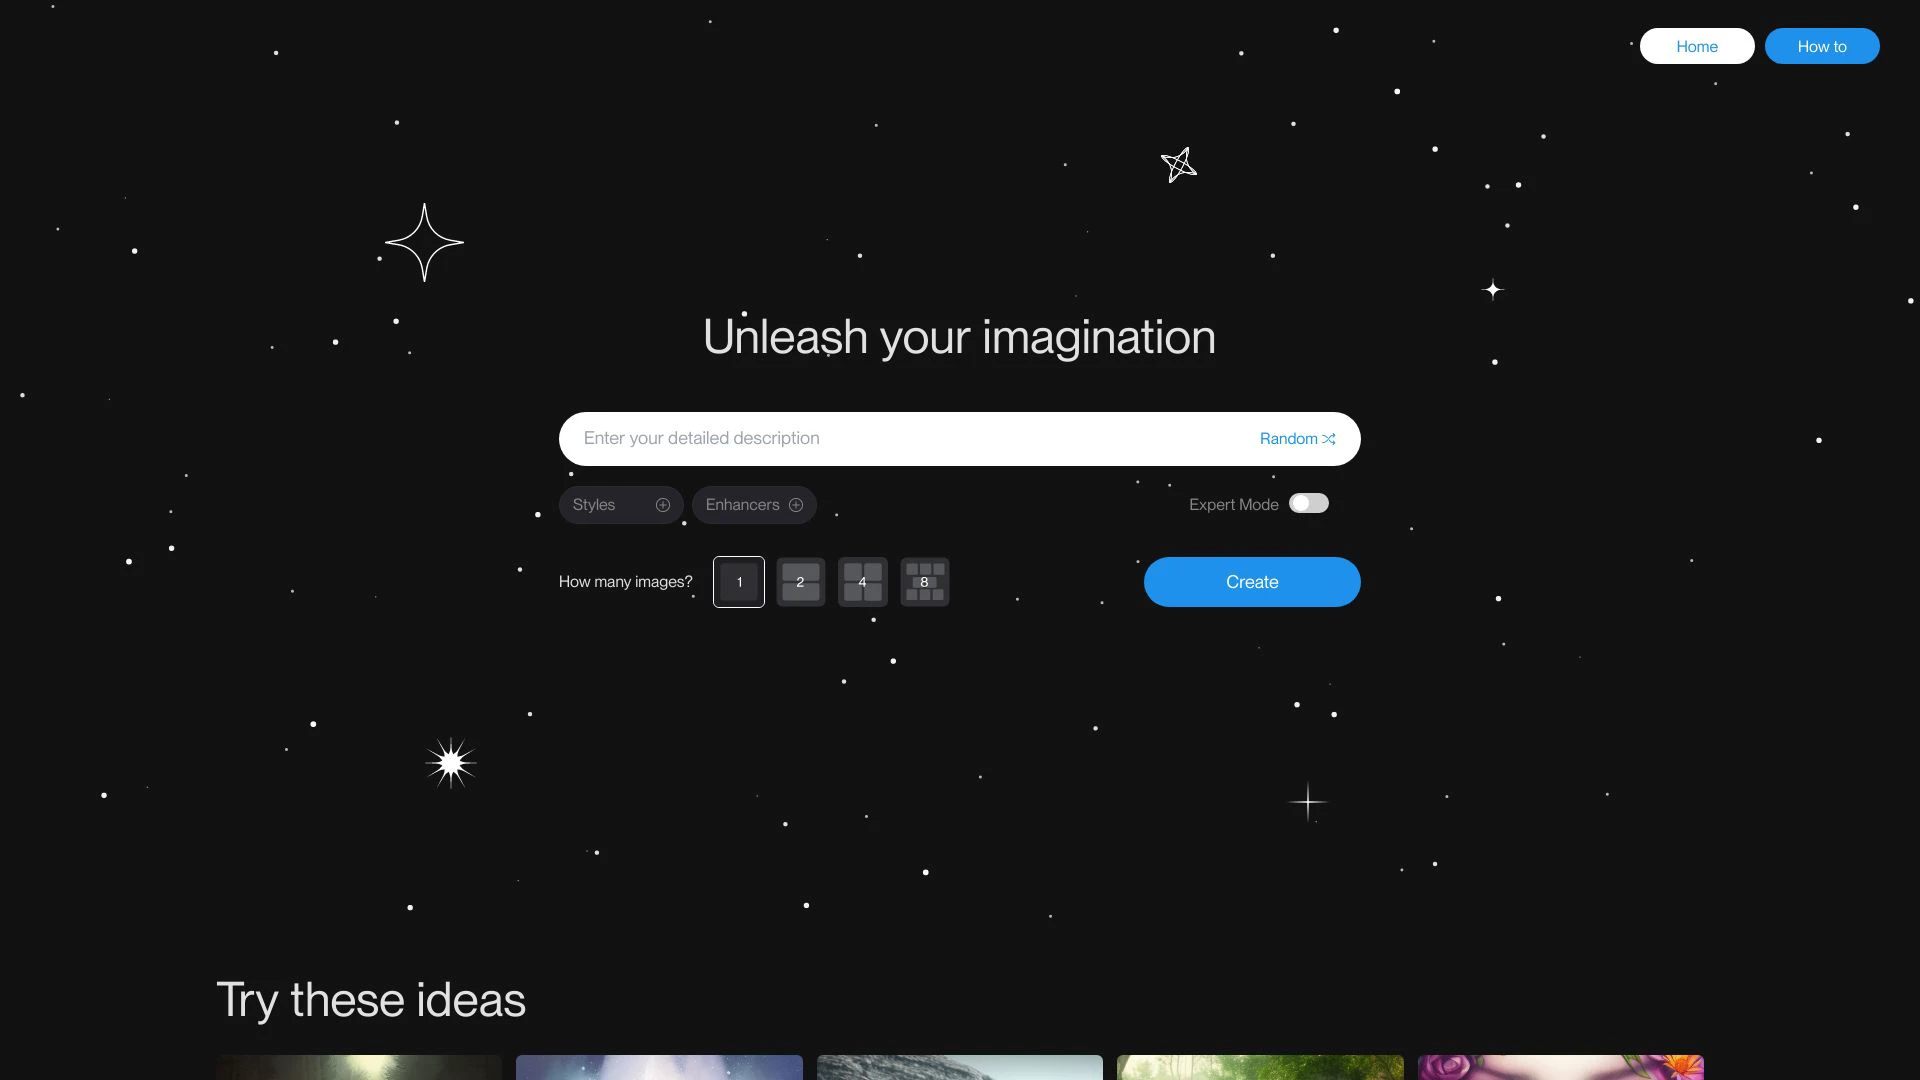 Home
How to
Unleash your imagination
Enter your detailed description
Random
Styles
Enhancers
Expert Mode
How many images?
1
2
4
8
Create
Try these ideas